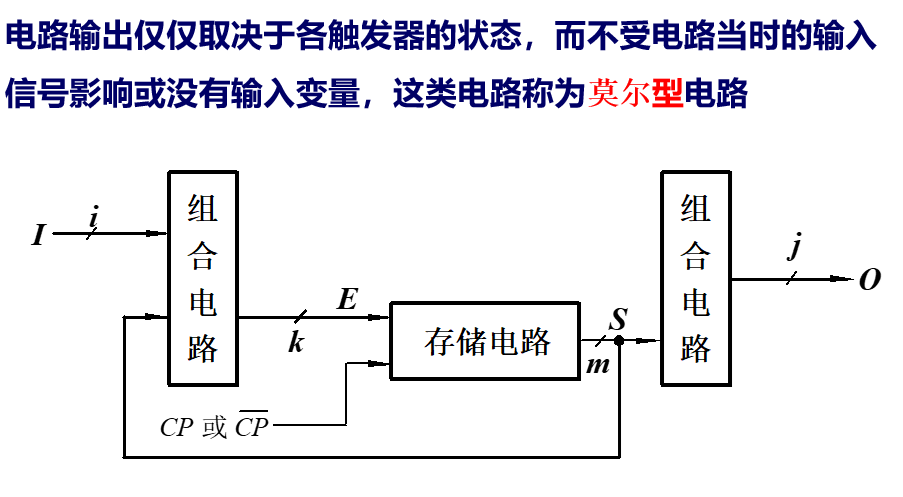 电路输出仅仅取决于各触发器的状态，而不受电路当时的输入
信号影响或没有输入变量，这类电路称为莫尔型电路
I
i
组合电路
k
E
CP 或 \overline{CP}
存储电路
S
m
组合电路
j
O